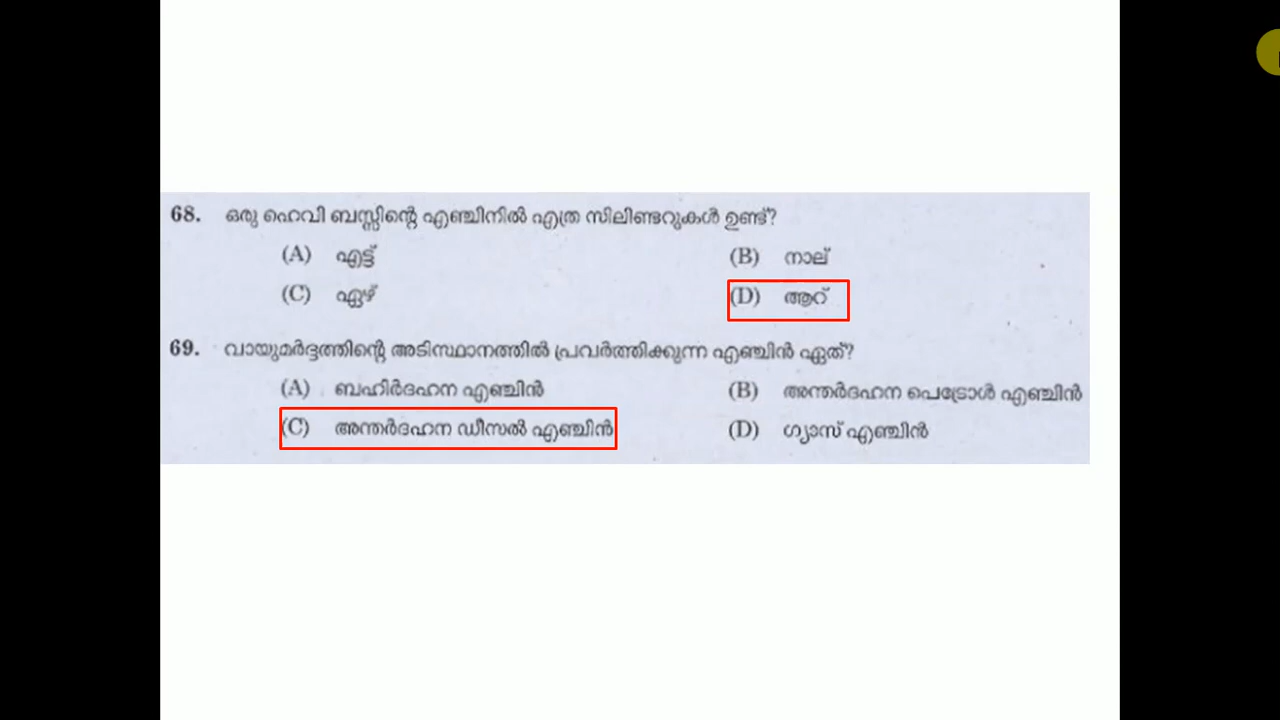 68. ഒരു ഹെവി ബസ്സിന്റെ എഞ്ചിനിൽ എത്ര സിലിണ്ടറുകൾ ഉണ്ട്?
(A) എട്ട് (B) നാല്
(C) ഏഴ് (D) ആറ്
69. വായുമർദ്ദത്തിന്റെ അടിസ്ഥാനത്തിൽ പ്രവർത്തിക്കുന്ന എഞ്ചിൻ ഏത്?
(A) ബഹിർദഹന എഞ്ചിൻ (B) അന്തർദഹന പെട്രോൾ എഞ്ചിൻ
(C) അന്തർദഹന ഡീസൽ എഞ്ചിൻ (D) ഗ്യാസ് എഞ്ചിൻ